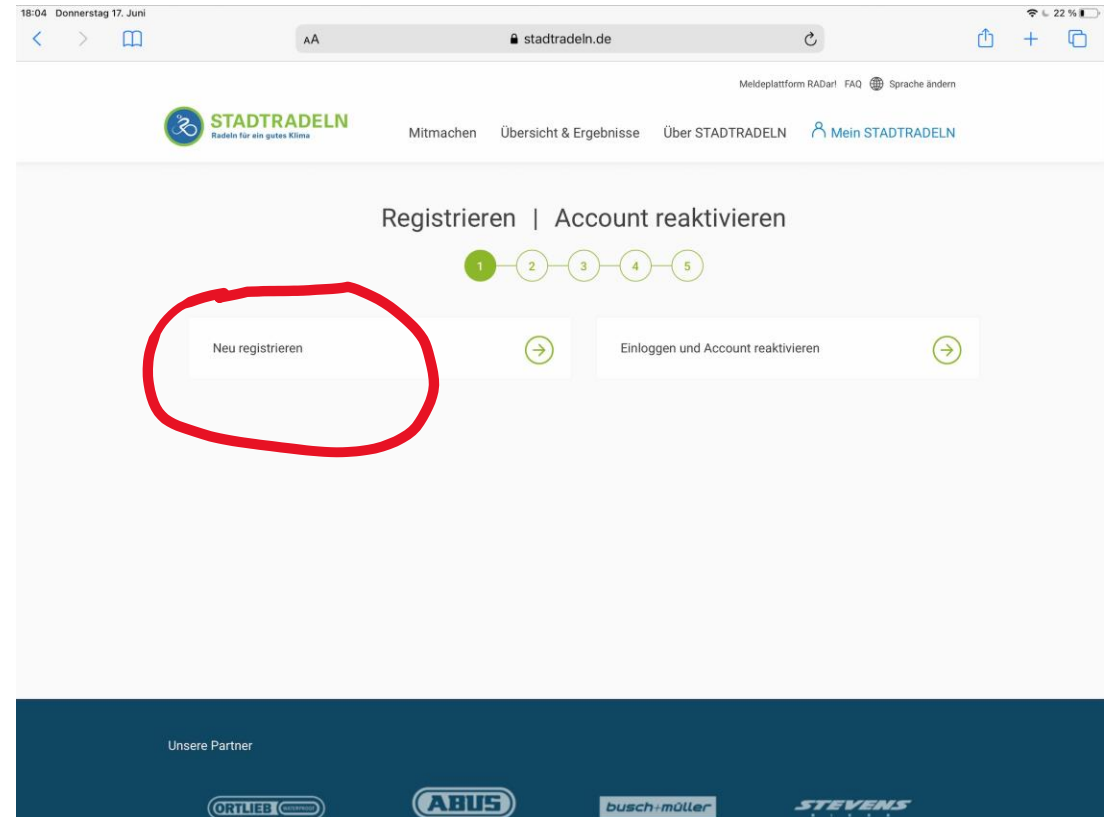 18:04 Donnerstag 17. Juni 22 %
AA stadtradeln.de
Meldeplattform RADar! FAQ Sprache ändern
STADTRADELN
Radeln für ein gutes Klima
Mitmachen Übersicht & Ergebnisse Über STADTRADELN Mein STADTRADELN
Registrieren | Account reaktivieren
1 2 3 4 5
Neu registrieren Einloggen und Account reaktivieren
Unsere Partner
ORTLIEB ABUS busch+müller STEVENS